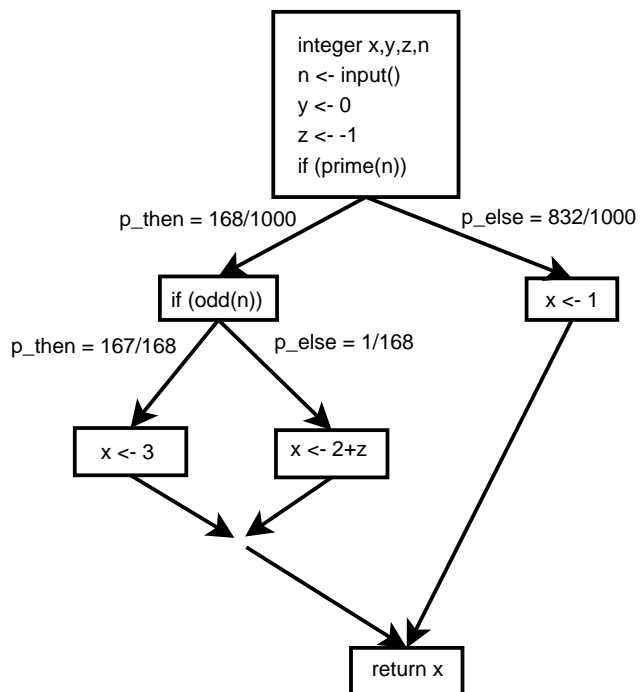 integer x,y,z,n
n <- input()
y <- 0
z <- -1
if (prime(n))
p_then = 168/1000
p_else = 832/1000
if (odd(n))
x <- 1
p_then = 167/168
p_else = 1/168
x <- 3
x <- 2+z
return x